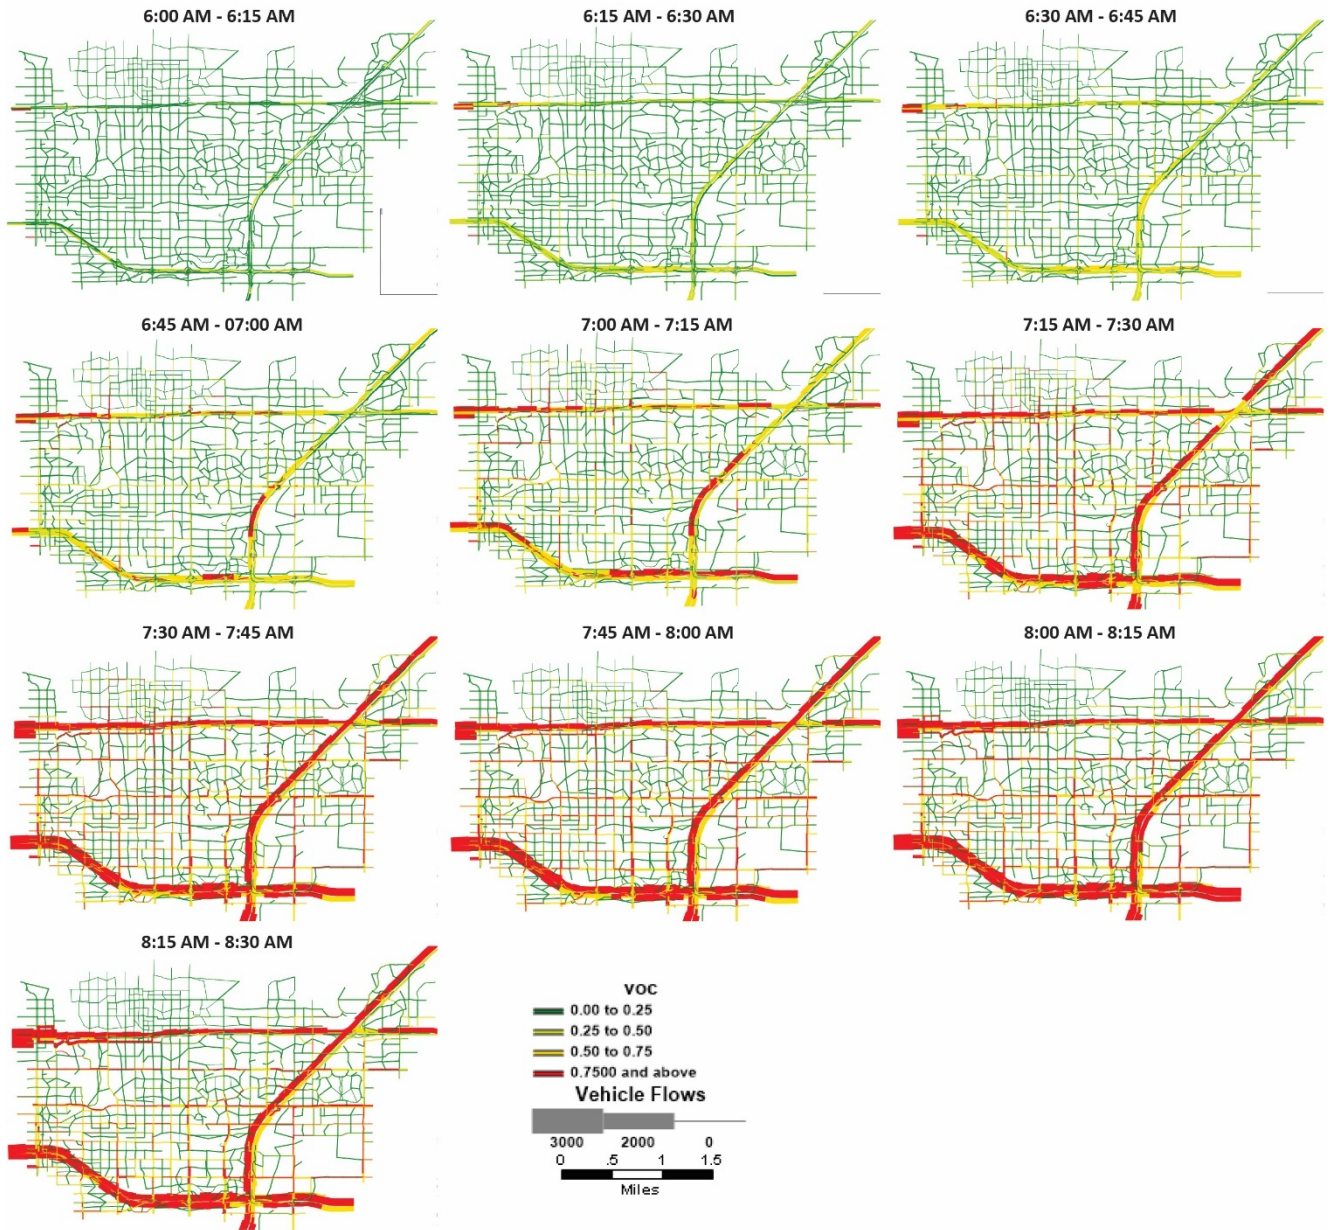 6:00 AM - 6:15 AM
6:15 AM - 6:30 AM
6:30 AM - 6:45 AM
6:45 AM - 07:00 AM
7:00 AM - 7:15 AM
7:15 AM - 7:30 AM
7:30 AM - 7:45 AM
7:45 AM - 8:00 AM
8:00 AM - 8:15 AM
8:15 AM - 8:30 AM
VOC
0.00 to 0.25
0.25 to 0.50
0.50 to 0.75
0.7500 and above
Vehicle Flows
3000 2000 0
0 .5 1 1.5
Miles